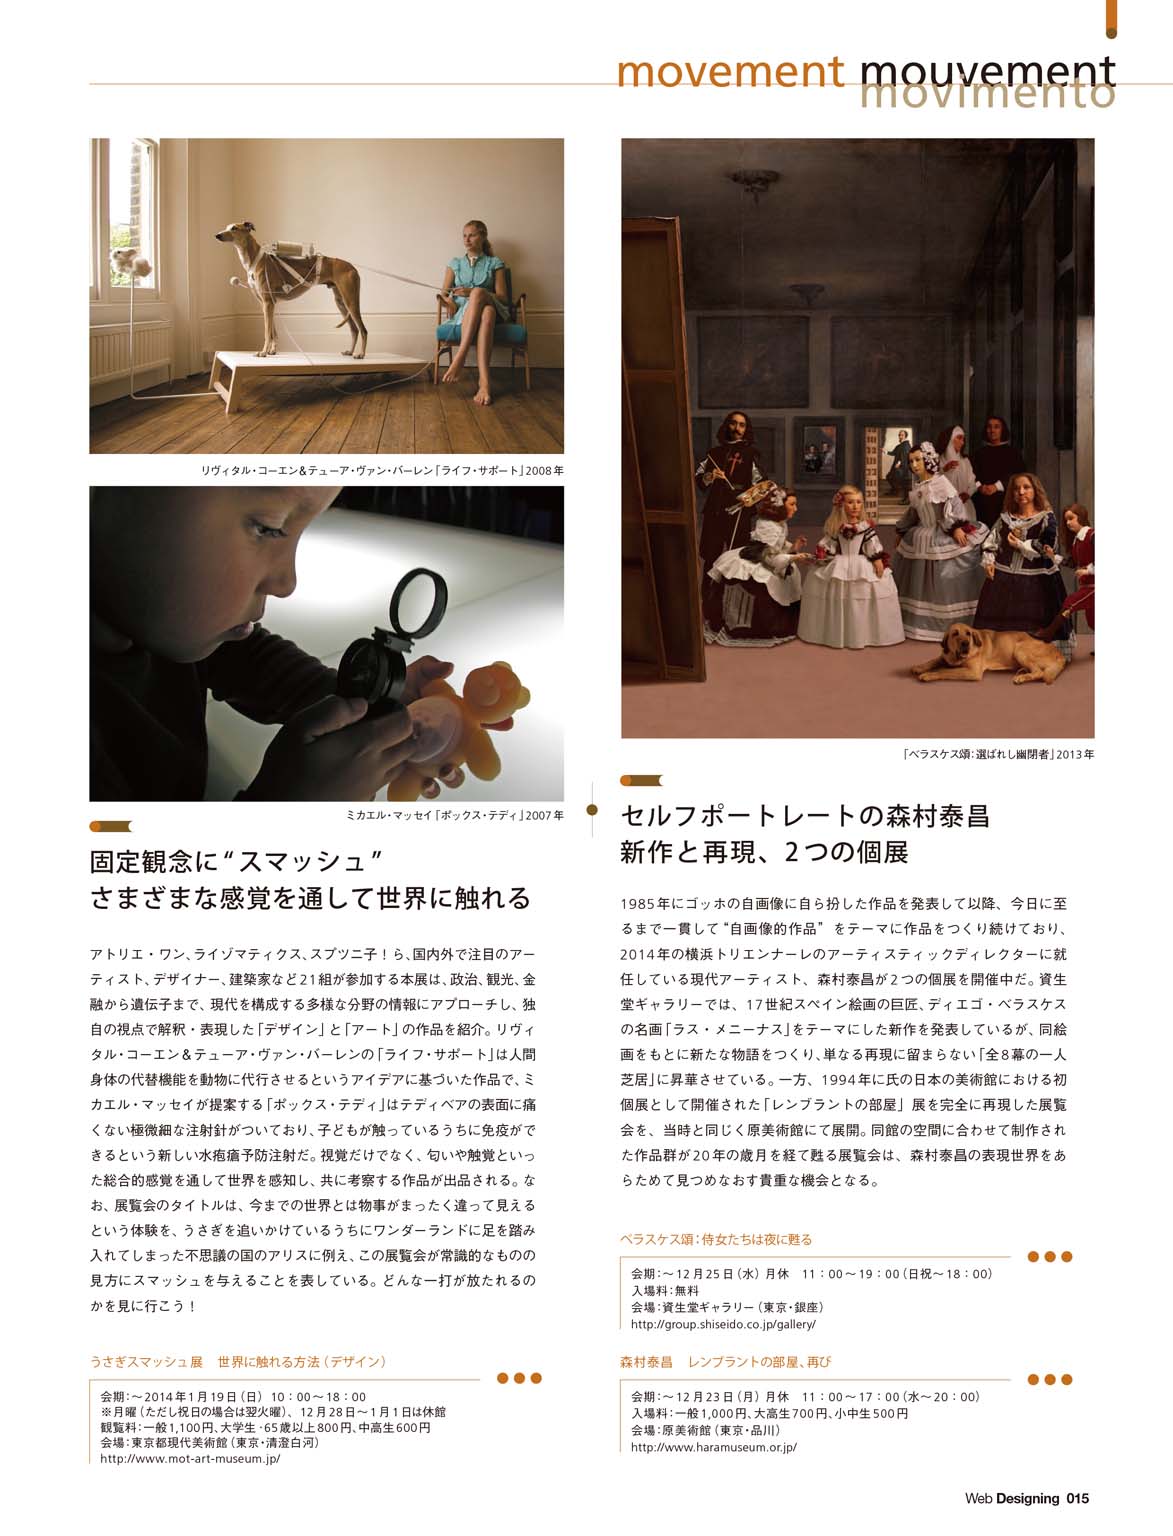 movement mouvement
movimento
リヴィタル・コーエン&テューア・ヴァン・バーレン「ライフ・サポート」2008年
ミカエル・マッセイ「ボックス・テディ」2007年
固定観念に“スマッシュ”
さまざまな感覚を通して世界に触れる
アトリエ・ワン、ライゾマティクス、スプツニ子！ら、国内外で注目のアー
ティスト、デザイナー、建築家など21組が参加する本展は、政治、観光、金
融から遺伝子まで、現代を構成する多様な分野の情報にアプローチし、独
自の視点で解釈・表現した「デザイン」と「アート」の作品を紹介。リヴィ
タル・コーエン&テューア・ヴァン・バーレンの「ライフ・サポート」は人間
身体の代替機能を動物に代行させるというアイデアに基づいた作品で、ミ
カエル・マッセイが提案する「ボックス・テディ」はテディベアの表面に痛
くない極微細な注射針がついており、子どもが触っているうちに免疫がで
きるという新しい水疱瘡予防注射だ。視覚だけでなく、匂いや触覚といっ
た総合的感覚を通して世界を感知し、共に考察する作品が出品される。な
お、展覧会のタイトルは、今までの世界とは物事がまったく違って見える
という体験を、うさぎを追いかけているうちにワンダーランドに足を踏み
入れてしまった不思議の国のアリスに例え、この展覧会が常識的なものの
見方にスマッシュを与えることを表している。どんな一打が放たれるの
かを見に行こう！
うさぎスマッシュ展　世界に触れる方法（デザイン）
会期：〜2014年1月19日（日） 10：00〜18：00
※月曜（ただし祝日の場合は翌火曜）、12月28日〜1月1日は休館
観覧料：一般1,100円、大学生・65歳以上800円、中高生600円
会場：東京都現代美術館（東京・清澄白河）
http://www.mot-art-museum.jp/
「ベラスケス頌：選ばれし幽閉者」2013年
セルフポートレートの森村泰昌
新作と再現、2つの個展
1985年にゴッホの自画像に自ら扮した作品を発表して以降、今日に至
るまで一貫して“自画像的作品”をテーマに作品をつくり続けており、
2014年の横浜トリエンナーレのアーティスティックディレクターに就
任している現代アーティスト、森村泰昌が2つの個展を開催中だ。資生
堂ギャラリーでは、17世紀スペイン絵画の巨匠、ディエゴ・ベラスケス
の名画「ラス・メニーナス」をテーマにした新作を発表しているが、同絵
画をもとに新たな物語をつくり、単なる再現に留まらない「全8幕の一人
芝居」に昇華させている。一方、1994年に氏の日本の美術館における初
個展として開催された「レンブラントの部屋」展を完全に再現した展覧
会を、当時と同じく原美術館にて展開。同館の空間に合わせて制作され
た作品群が20年の歳月を経て甦る展覧会は、森村泰昌の表現世界をあ
らためて見つめなおす貴重な機会となる。
ベラスケス頌：侍女たちは夜に甦る
会期：〜12月25日（水） 月休　11：00〜19：00（日祝〜18：00）
入場料：無料
会場：資生堂ギャラリー（東京・銀座）
http://group.shiseido.co.jp/gallery/
森村泰昌　レンブラントの部屋、再び
会期：〜12月23日（月） 月休　11：00〜17：00（水〜20：00）
入場料：一般1,000円、大高生700円、小中生500円
会場：原美術館（東京・品川）
http://www.haramuseum.or.jp/
Web Designing 015